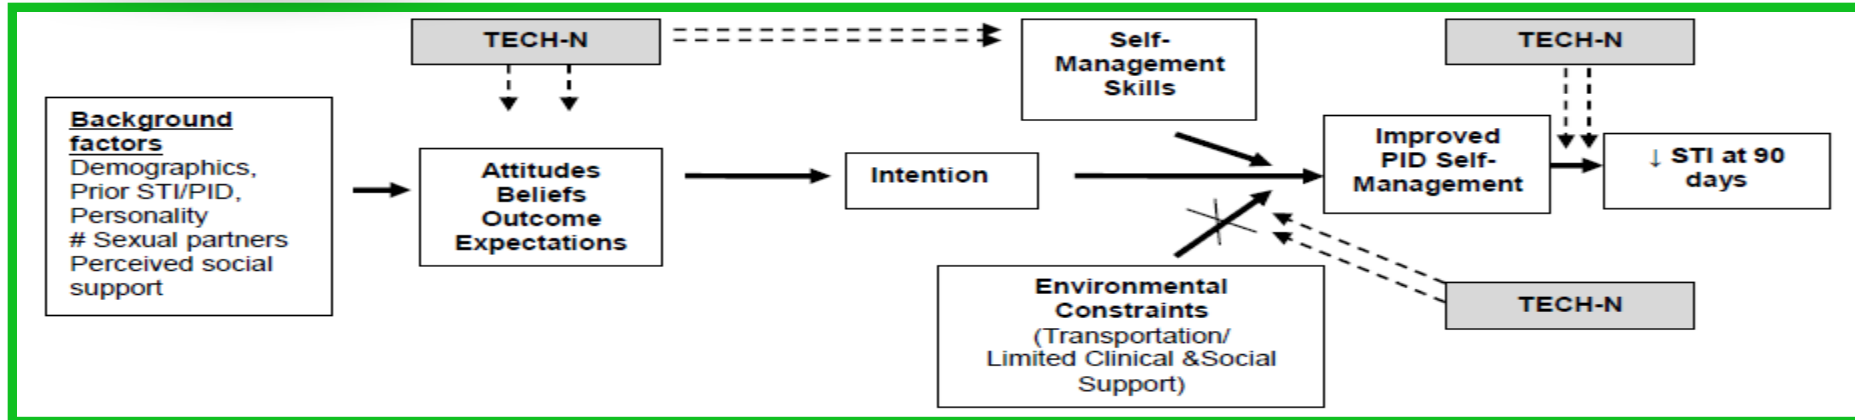 TECH-N
Background
factors
Demographics,
Prior STI/PID,
Personality
# Sexual partners
Perceived social
support
Attitudes
Beliefs
Outcome
Expectations
Intention
Self-
Management
Skills
Environmental
Constraints
(Transportation/
Limited Clinical &Social
Support)
Improved
PID Self-
Management
TECH-N
↓ STI at 90
days
TECH-N